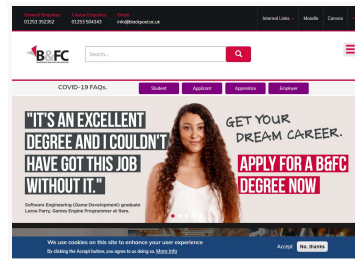 General Enquiries
01253 352352
Course Enquiries
01253 504343
Email
info@blackpool.ac.uk
Internal Links
Moodle
Canvas
B&FC
Search...
COVID-19 FAQs.
Student
Applicant
Apprentice
Employer
"IT'S AN EXCELLENT
DEGREE AND I COULDN'T
HAVE GOT THIS JOB
WITHOUT IT."
Software Engineering (Game Development) graduate
Lorna Parry, Games Engine Programmer at Rare.
GET YOUR
DREAM CAREER.
APPLY FOR A B&FC
DEGREE NOW
We use cookies on this site to enhance your user experience
By clicking the Accept button, you agree to us doing so. More info
Accept
No, thanks